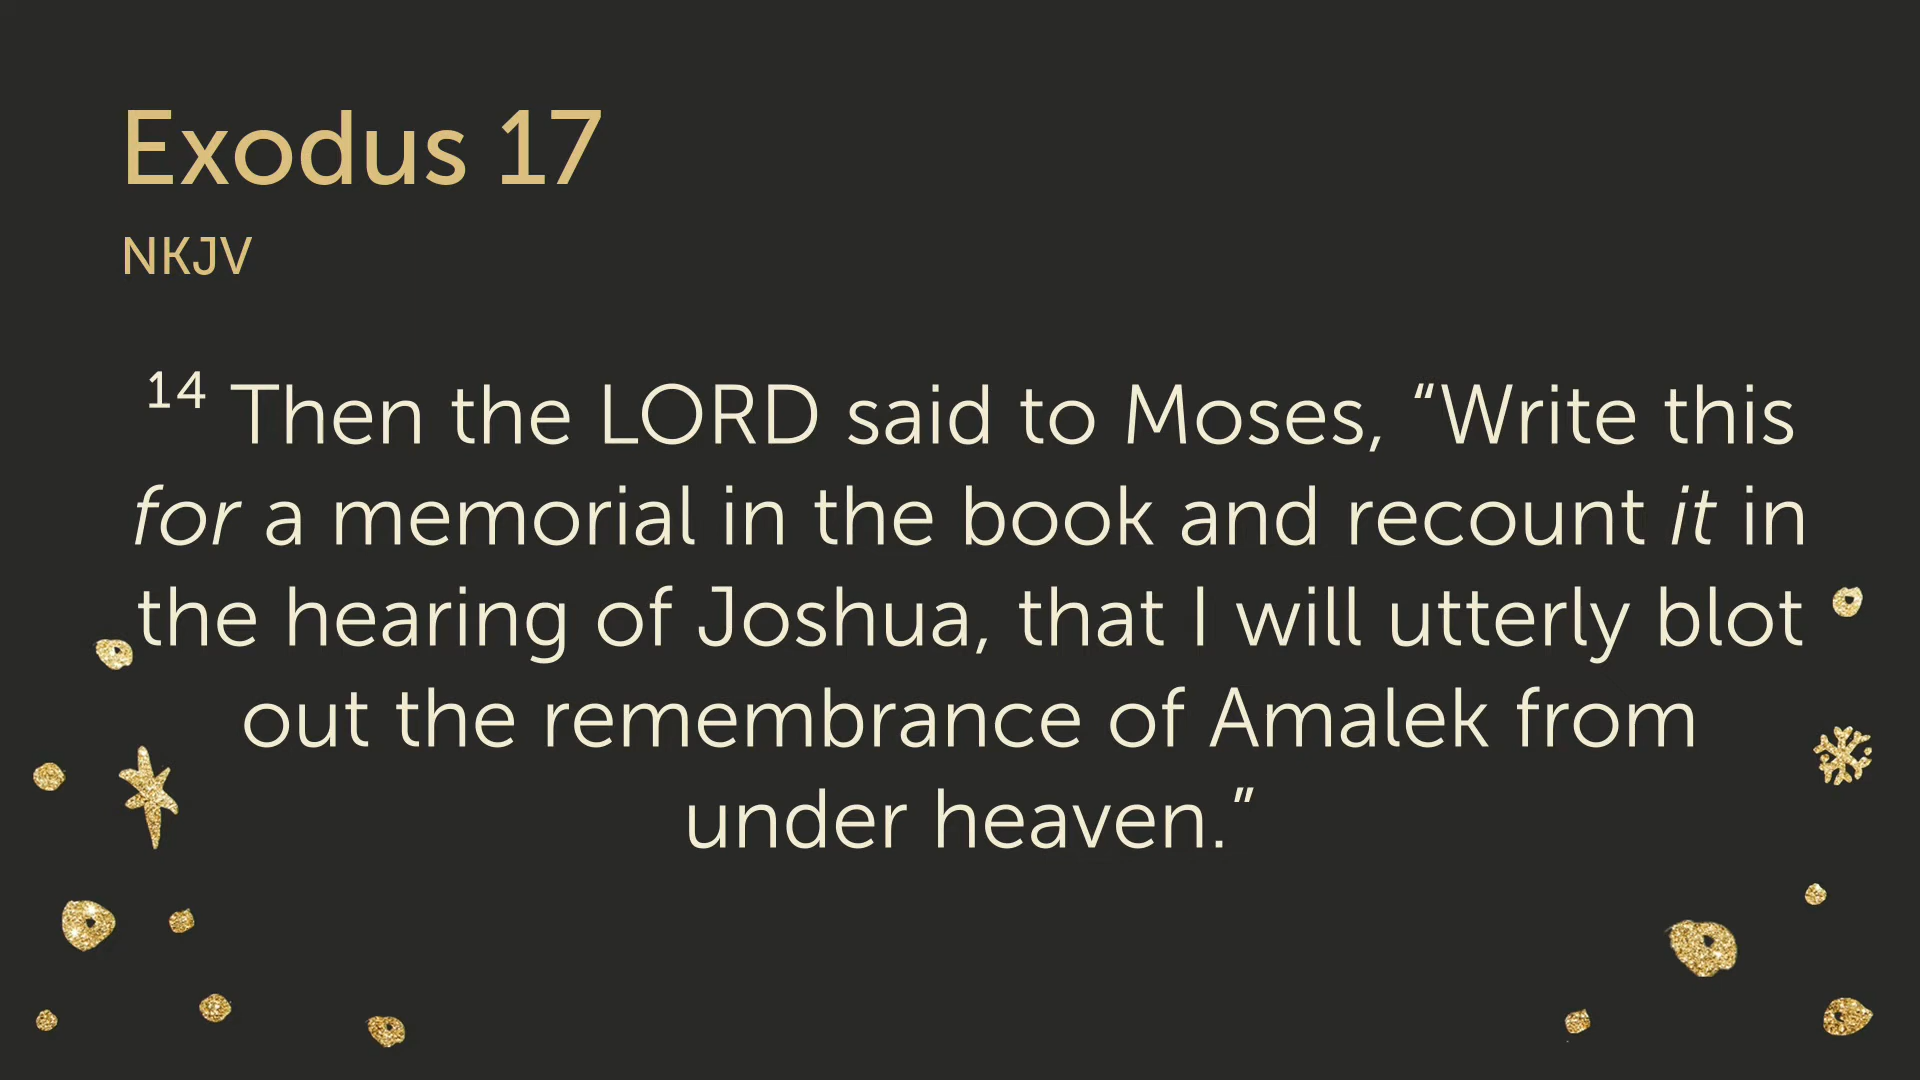 Exodus 17
NKJV
14 Then the LORD said to Moses, “Write this
for a memorial in the book and recount it in
the hearing of Joshua, that I will utterly blot
out the remembrance of Amalek from
under heaven.”